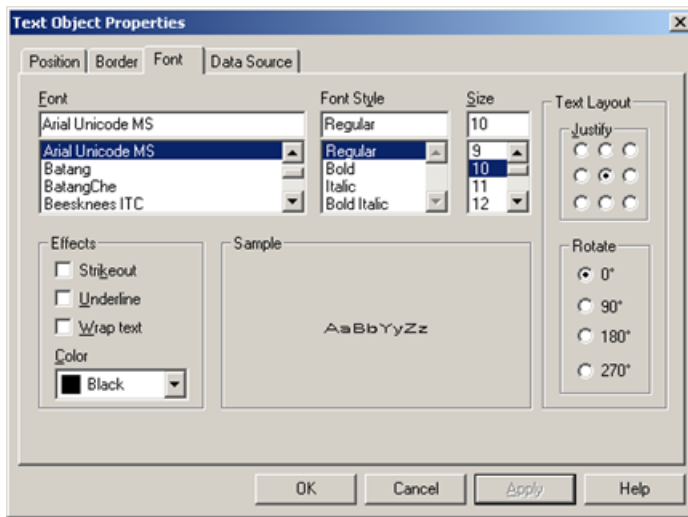 Text Object Properties
Position Border Font Data Source
Font
Arial Unicode MS
Arial Unicode MS
Batang
BatangChe
Beesknees ITC
Font Style
Regular
Regular
Bold
Italic
Bold Italic
Size
10
9
10
11
12
Text Layout
Justify
Effects
Strikeout
Underline
Wrap text
Color
Black
Sample
AaBbYyZz
Rotate
0°
90°
180°
270°
OK Cancel Apply Help